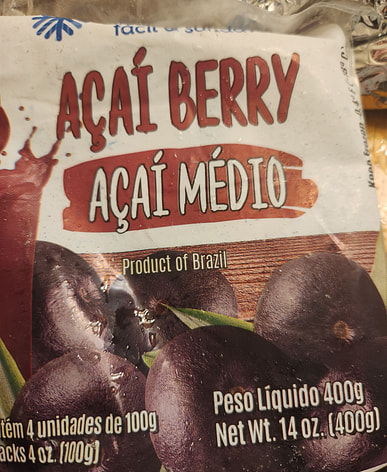 fácil &
AÇAÍ BERRY
AÇAÍ MÉDIO
Product of Brazil
Peso Líquido 400g
Net Wt. 14 oz. (400g)
4 unidades de 100g
4 oz. (100g)